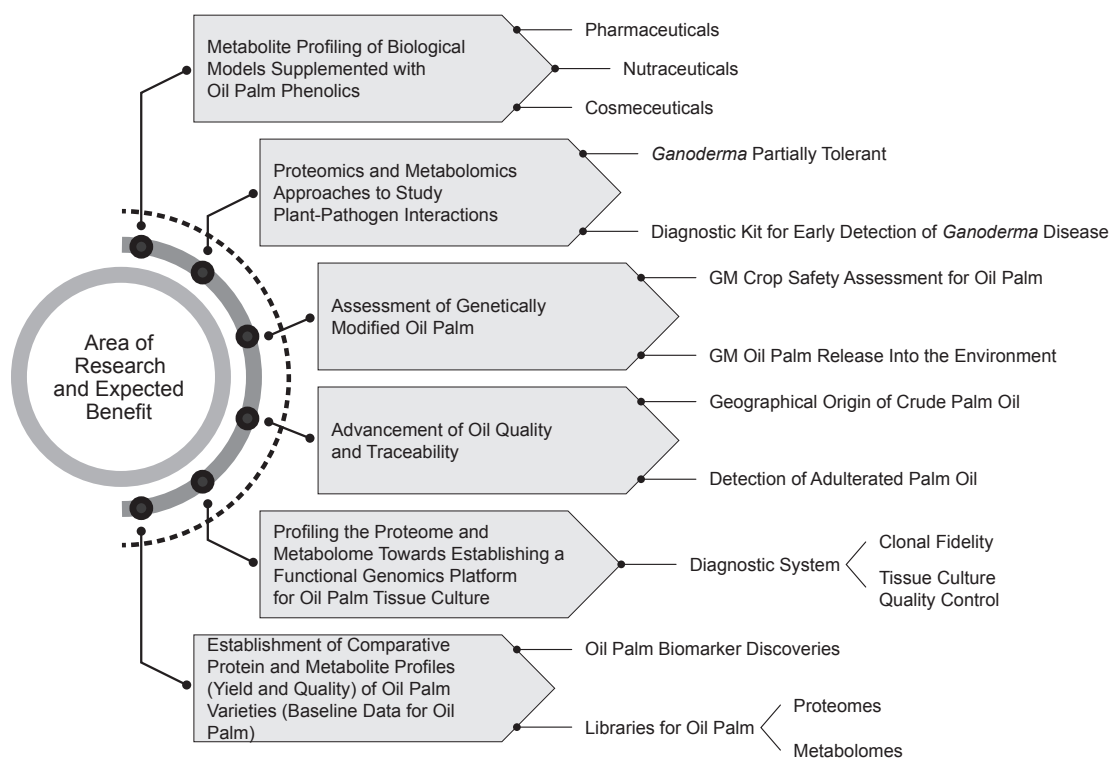 Area of
Research
and Expected
Benefit
Metabolite Profiling of Biological
Models Supplemented with
Oil Palm Phenolics
Pharmaceuticals
Nutraceuticals
Cosmeceuticals
Proteomics and Metabolomics
Approaches to Study
Plant-Pathogen Interactions
Ganoderma Partially Tolerant
Diagnostic Kit for Early Detection of Ganoderma Disease
Assessment of Genetically
Modified Oil Palm
GM Crop Safety Assessment for Oil Palm
GM Oil Palm Release Into the Environment
Advancement of Oil Quality
and Traceability
Geographical Origin of Crude Palm Oil
Detection of Adulterated Palm Oil
Profiling the Proteome and
Metabolome Towards Establishing a
Functional Genomics Platform
for Oil Palm Tissue Culture
Diagnostic System
Clonal Fidelity
Tissue Culture
Quality Control
Establishment of Comparative
Protein and Metabolite Profiles
(Yield and Quality) of Oil Palm
Varieties (Baseline Data for Oil
Palm)
Oil Palm Biomarker Discoveries
Libraries for Oil Palm
Proteomes
Metabolomes